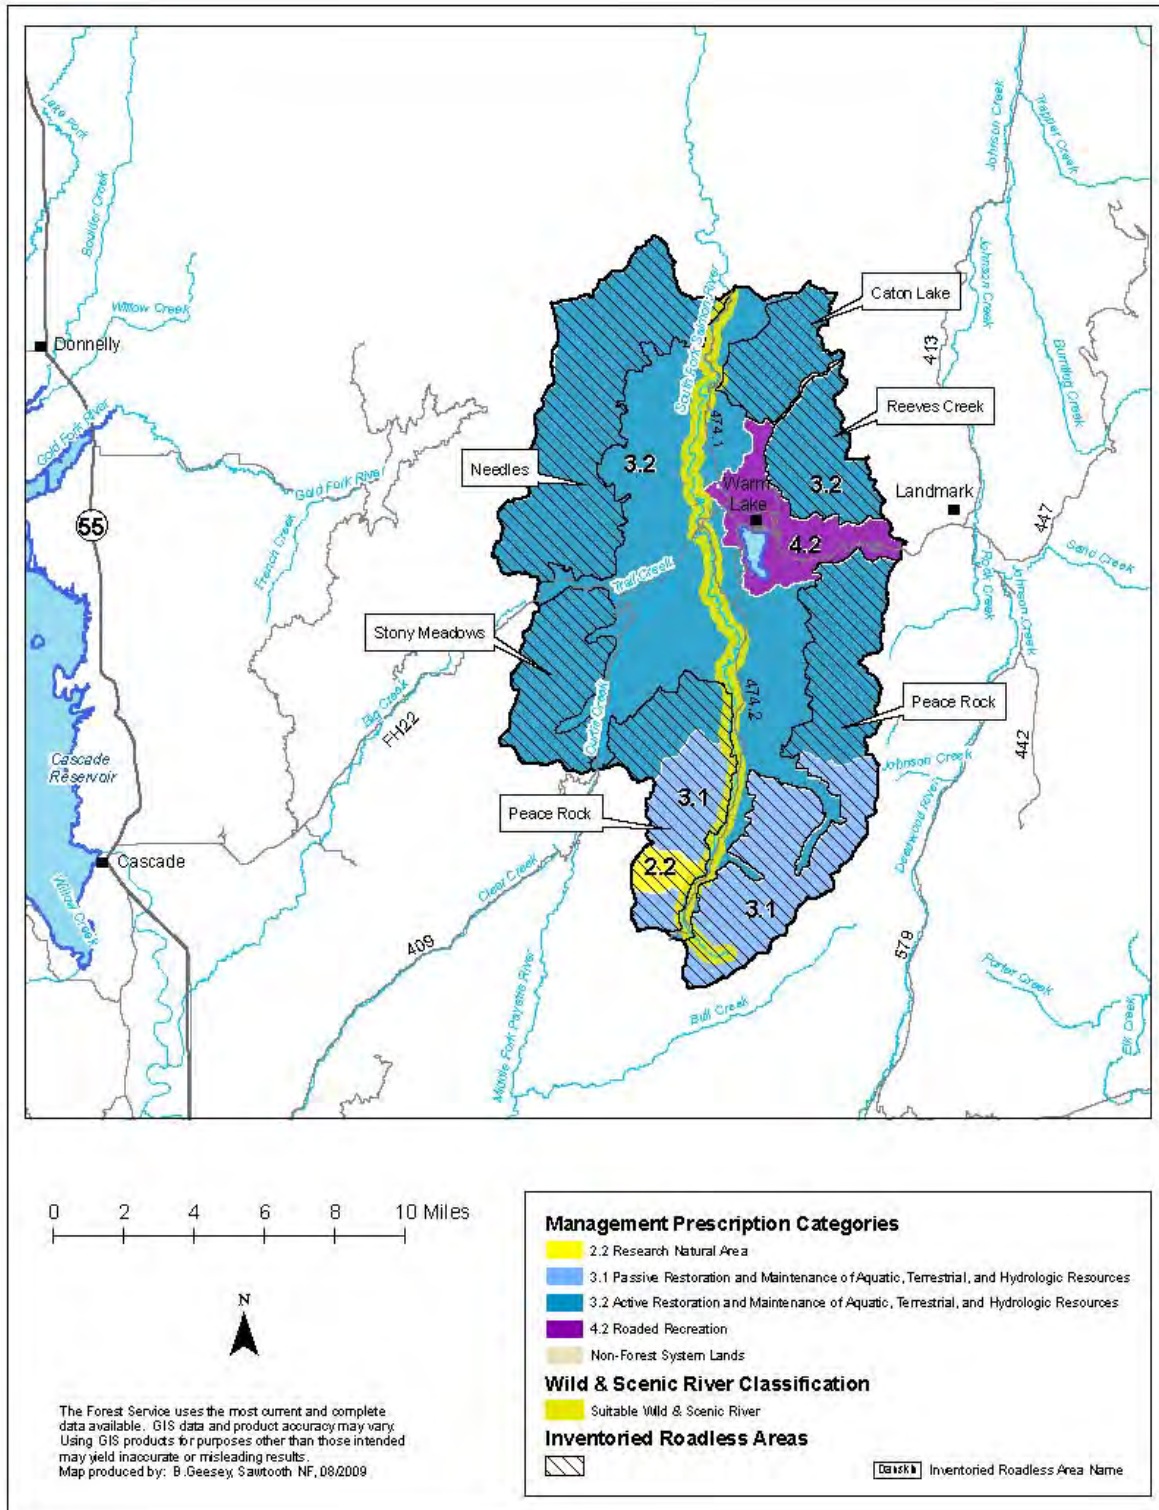 Lake Fork
Boulder Creek
Willow Creek
Donnelly
Gold Fork River
Gold Fork River
French Creek
55
Cascade
Reservoir
Cascade
Willow Creek
Big Creek
FH22
Clear Creek
409
Middle Fork Payette River
Bull Creek
South Fork Salmon River
474.1
474.2
Trail Creek
Curtis Creek
Needles
Stony Meadows
Peace Rock
Caton Lake
Reeves Creek
Peace Rock
3.2
3.2
Warm
Lake
4.2
3.1
2.2
3.1
Landmark
Johnson Creek
Trapper Creek
Johnson Creek
413
Burntlog Creek
447
Sand Creek
Rock Creek
Johnson Creek
442
Johnson Creek
Deadwood River
579
Porter Creek
Elk Creek
0 2 4 6 8 10 Miles
N
The Forest Service uses the most current and complete
data available. GIS data and product accuracy may vary.
Using GIS products for purposes other than those intended
may yield inaccurate or misleading results.
Map produced by: B.Geesey, Sawtooth NF, 08/2009
Management Prescription Categories
2.2 Research Natural Area
3.1 Passive Restoration and Maintenance of Aquatic, Terrestrial, and Hydrologic Resources
3.2 Active Restoration and Maintenance of Aquatic, Terrestrial, and Hydrologic Resources
4.2 Roaded Recreation
Non-Forest System Lands
Wild & Scenic River Classification
Suitable Wild & Scenic River
Inventoried Roadless Areas
Danskin Inventoried Roadless Area Name